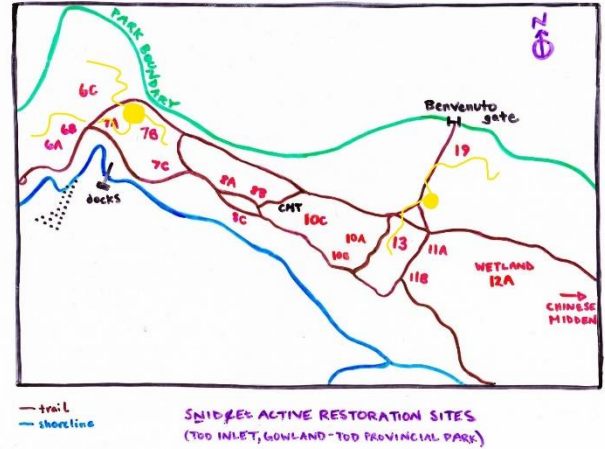 PARK BOUNDARY
N
6C
Benvenuto
gate
6B
7A
7B
6A
19
7C
docks
8A
8B
CMT
8C
10C
10A
13
11A
10B
11B
WETLAND
12A
CHINESE
MIDDEN
trail
shoreline
SṈIDȻEȽ ACTIVE RESTORATION SITES
(TOD INLET, GOWLAND-TOD PROVINCIAL PARK)